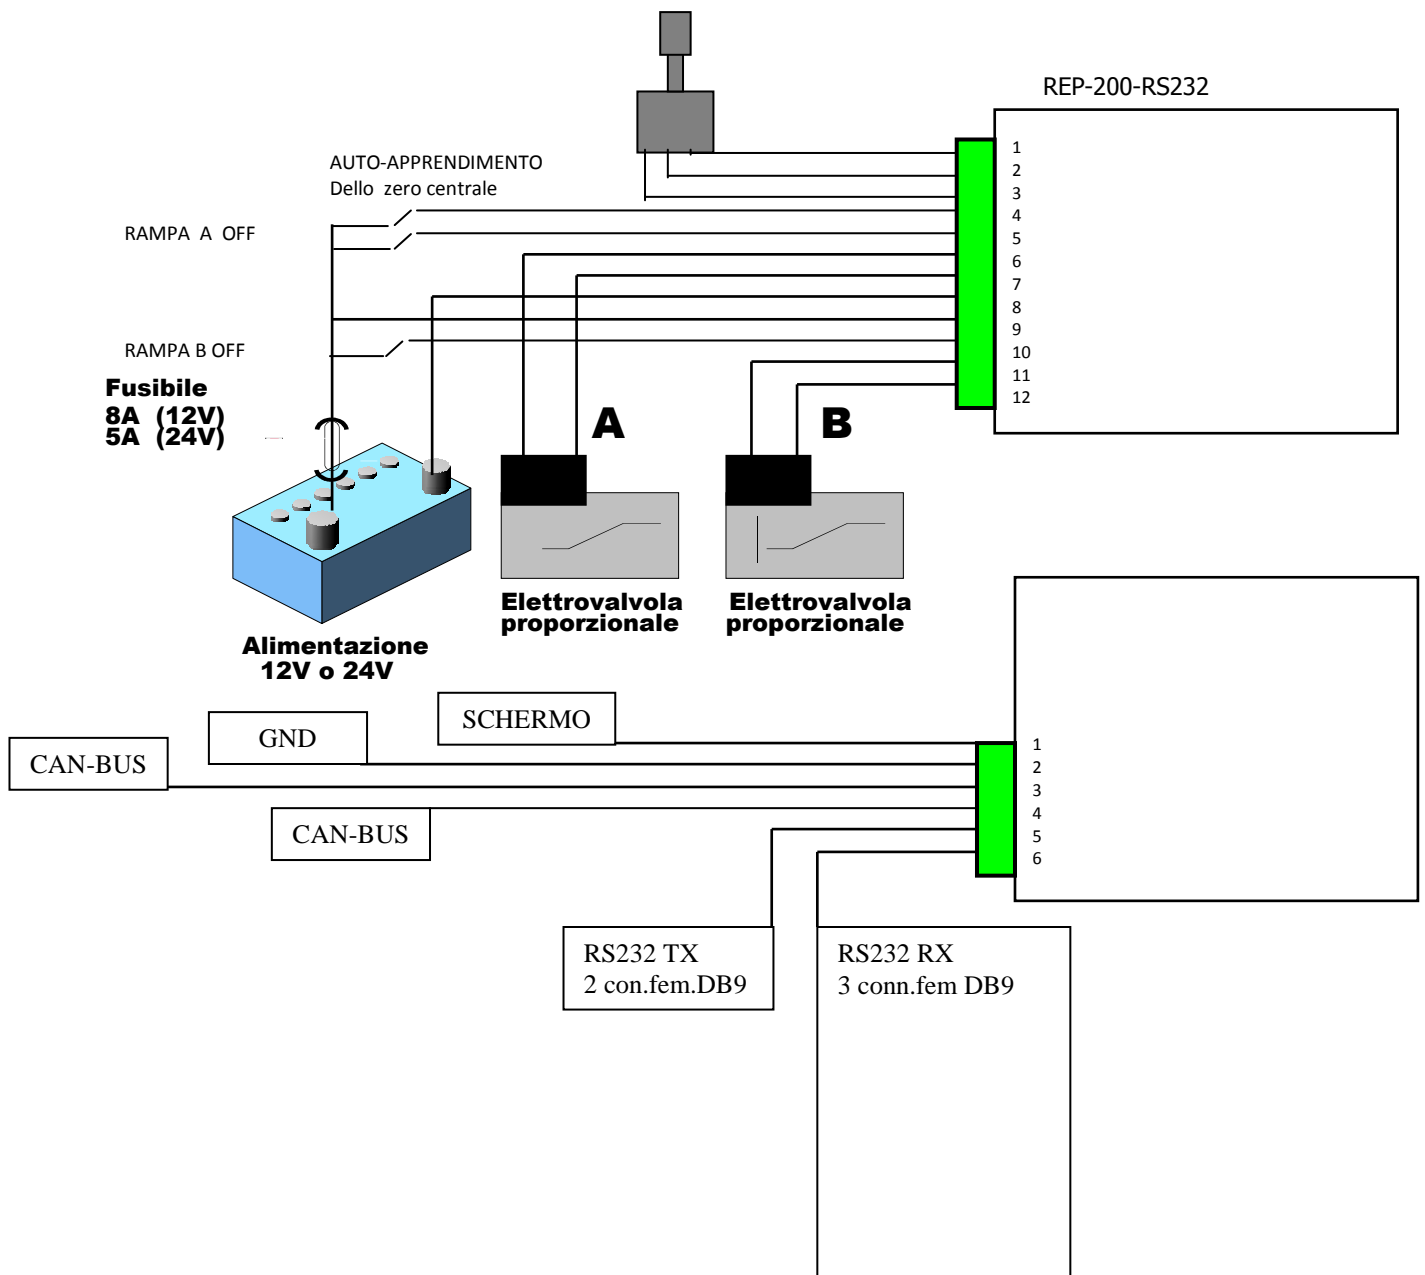 REP-200-RS232
1
2
3
4
5
6
7
8
9
10
11
12
AUTO-APPRENDIMENTO
Dello zero centrale
RAMPA A OFF
RAMPA B OFF
Fusibile
8A (12V)
5A (24V)
A
B
Elettrovalvola
proporzionale
Elettrovalvola
proporzionale
Alimentazione
12V o 24V
SCHERMO
GND
CAN-BUS
CAN-BUS
1
2
3
4
5
6
RS232 TX
2 con.fem.DB9
RS232 RX
3 conn.fem DB9